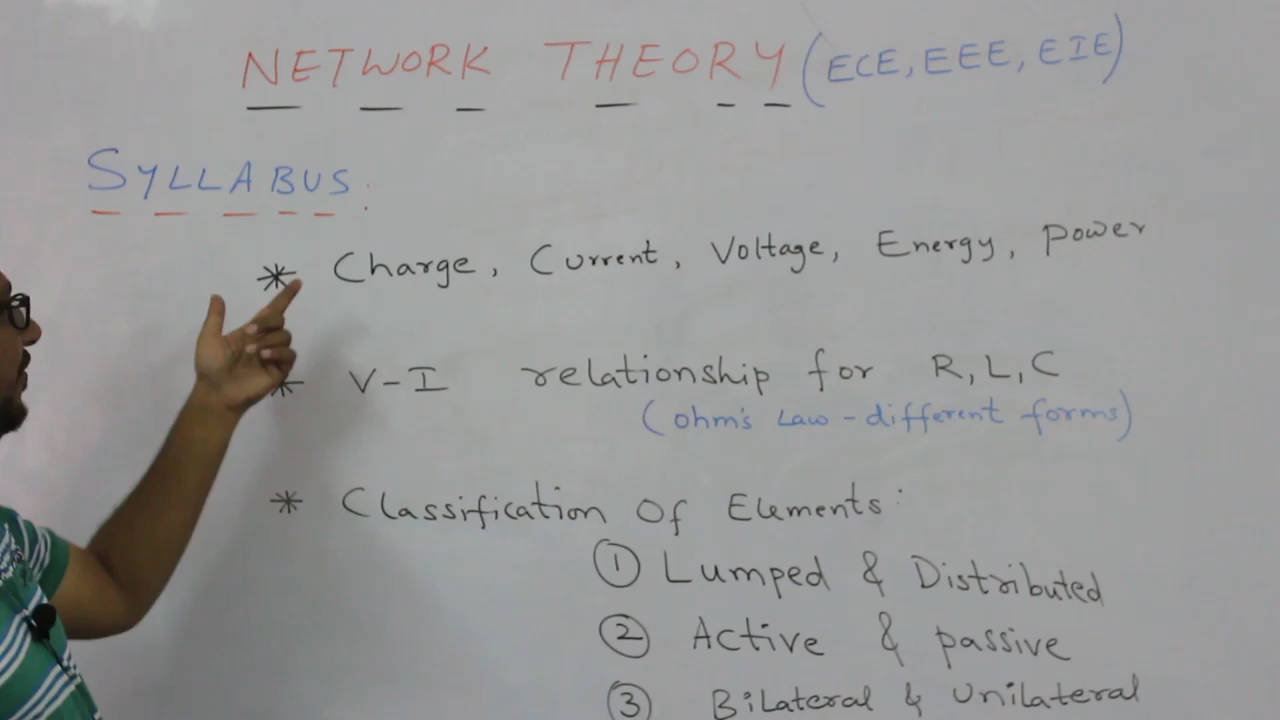 NETWORK THEORY (ECE, EEE, EIE)
SYLLABUS:
* Charge, Current, Voltage, Energy, Power
* V-I relationship for R, L, C
(ohm's Law - different forms)
* Classification Of Elements:
① Lumped & Distributed
② Active & passive
③ Bilateral & Unilateral